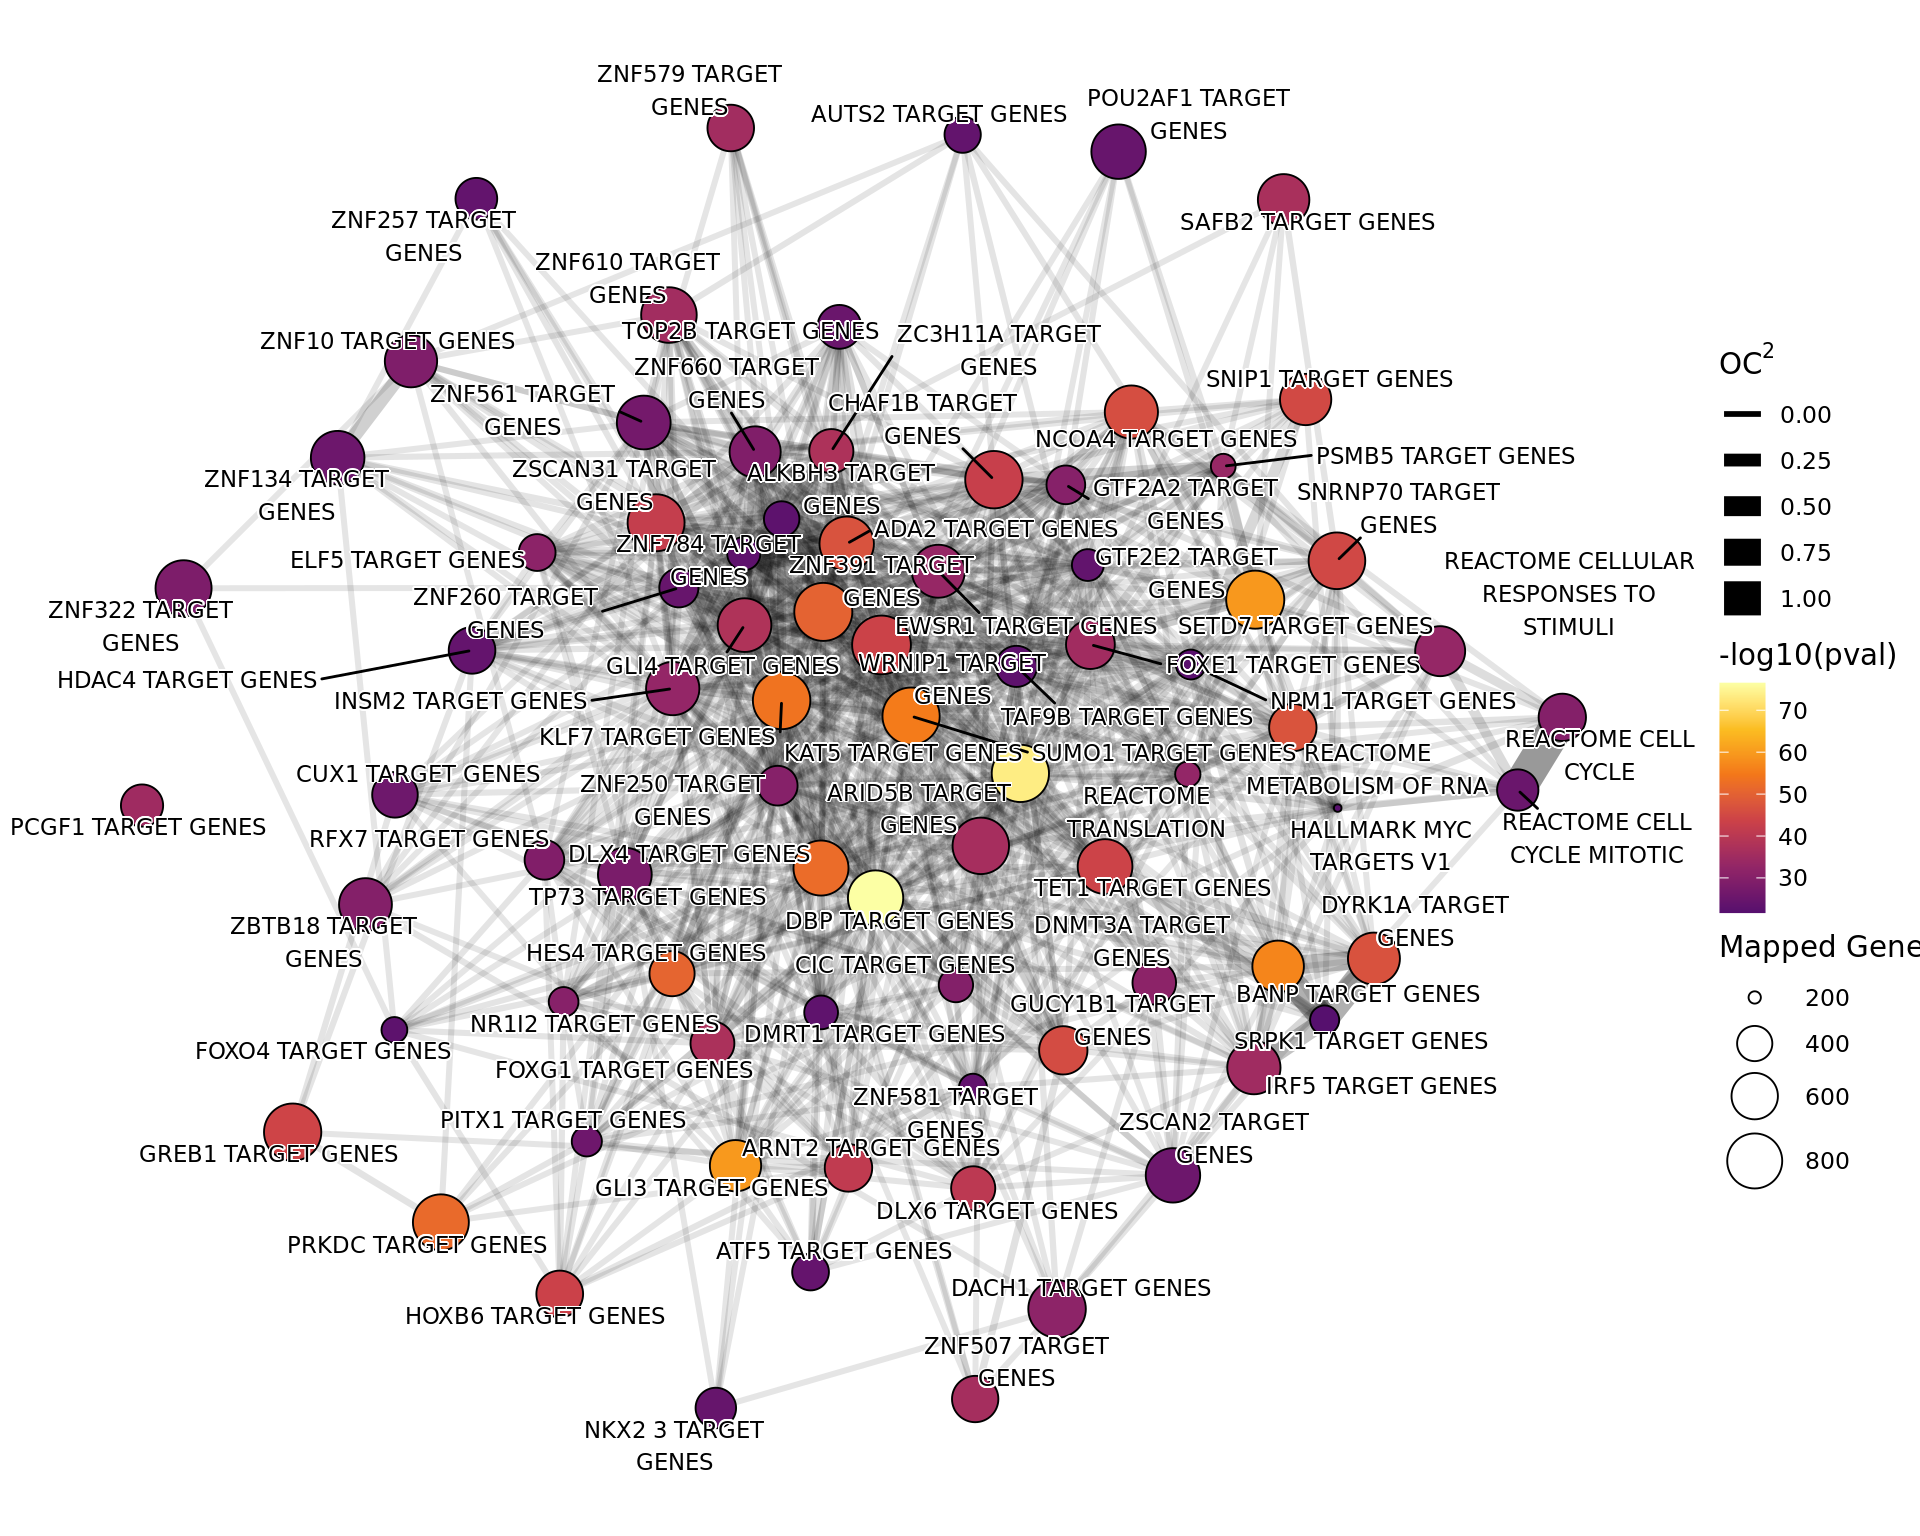 ZNF579 TARGET
GENES
AUTS2 TARGET GENES
POU2AF1 TARGET
GENES
ZNF257 TARGET
GENES
SAFB2 TARGET GENES
ZNF610 TARGET
GENES
TOP2B TARGET GENES
ZC3H11A TARGET
GENES
ZNF10 TARGET GENES
ZNF660 TARGET
GENES
ZNF561 TARGET
GENES
CHAF1B TARGET
GENES
SNIP1 TARGET GENES
NCOA4 TARGET GENES
PSMB5 TARGET GENES
ZNF134 TARGET
GENES
ZSCAN31 TARGET
GENES
ALKBH3 TARGET
GENES
GTF2A2 TARGET
GENES
SNRNP70 TARGET
GENES
ADA2 TARGET GENES
ELF5 TARGET GENES
ZNF784 TARGET
GENES
ZNF391 TARGET
GENES
GTF2E2 TARGET
GENES
REACTOME CELLULAR
RESPONSES TO
STIMULI
ZNF322 TARGET
GENES
ZNF260 TARGET
GENES
EWSR1 TARGET GENES
SETD7 TARGET GENES
HDAC4 TARGET GENES
GLI4 TARGET GENES
WRNIP1 TARGET
GENES
FOXE1 TARGET GENES
INSM2 TARGET GENES
NPM1 TARGET GENES
TAF9B TARGET GENES
KLF7 TARGET GENES
KAT5 TARGET GENES
SUMO1 TARGET GENES
REACTOME
METABOLISM OF RNA
REACTOME CELL
CYCLE
CUX1 TARGET GENES
ZNF250 TARGET
GENES
ARID5B TARGET
GENES
REACTOME
TRANSLATION
PCGF1 TARGET GENES
RFX7 TARGET GENES
HALLMARK MYC
TARGETS V1
REACTOME CELL
CYCLE MITOTIC
DLX4 TARGET GENES
TP73 TARGET GENES
TET1 TARGET GENES
DBP TARGET GENES
DNMT3A TARGET
GENES
DYRK1A TARGET
GENES
ZBTB18 TARGET
GENES
HES4 TARGET GENES
CIC TARGET GENES
BANP TARGET GENES
GUCY1B1 TARGET
GENES
NR1I2 TARGET GENES
DMRT1 TARGET GENES
SRPK1 TARGET GENES
FOXO4 TARGET GENES
FOXG1 TARGET GENES
IRF5 TARGET GENES
ZNF581 TARGET
GENES
PITX1 TARGET GENES
ZSCAN2 TARGET
GENES
GREB1 TARGET GENES
ARNT2 TARGET GENES
GLI3 TARGET GENES
DLX6 TARGET GENES
PRKDC TARGET GENES
ATF5 TARGET GENES
HOXB6 TARGET GENES
DACH1 TARGET GENES
ZNF507 TARGET
GENES
NKX2 3 TARGET
GENES
OC2
0.00
0.25
0.50
0.75
1.00
-log10(pval)
70
60
50
40
30
Mapped Gene
200
400
600
800